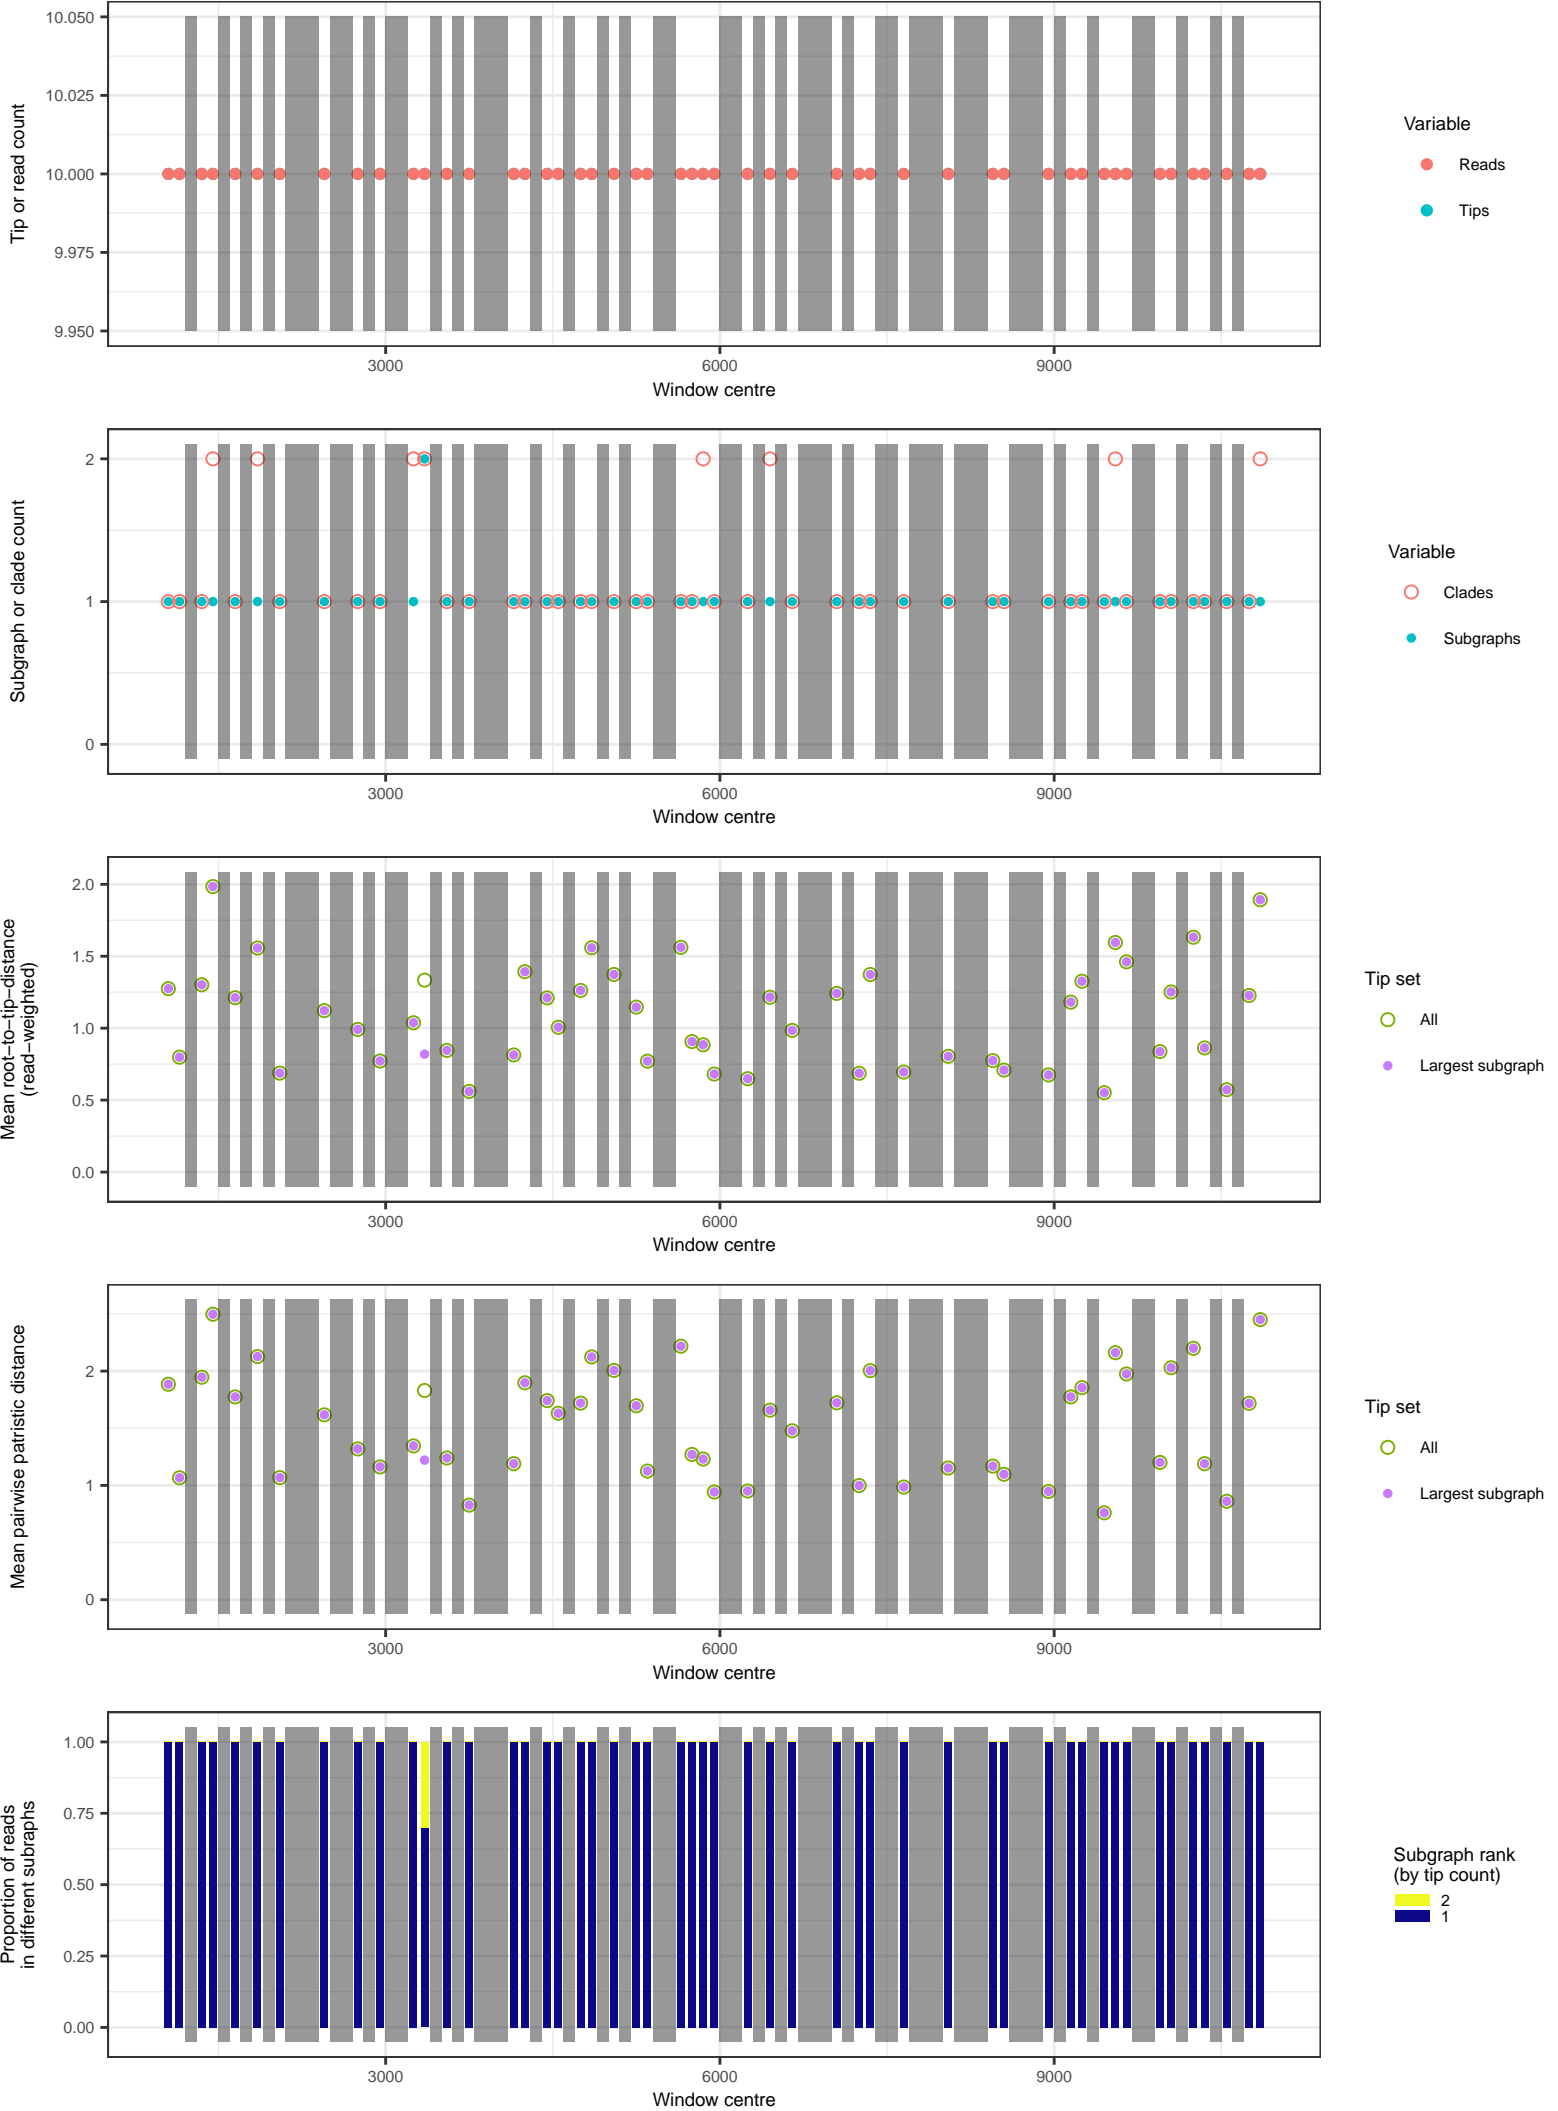 10.050
10.025
10.000
9.975
9.950
Tip or read count
3000
6000
9000
Window centre
Variable
Reads
Tips
2
1
0
Subgraph or clade count
3000
6000
9000
Window centre
Variable
Clades
Subgraphs
2.0
1.5
1.0
0.5
0.0
Mean root−to−tip−distance
(read−weighted)
3000
6000
9000
Window centre
Tip set
All
Largest subgraph
2
1
0
Mean pairwise patristic distance
3000
6000
9000
Window centre
Tip set
All
Largest subgraph
1.00
0.75
0.50
0.25
0.00
Proportion of reads
in different subraphs
3000
6000
9000
Window centre
Subgraph rank
(by tip count)
2
1